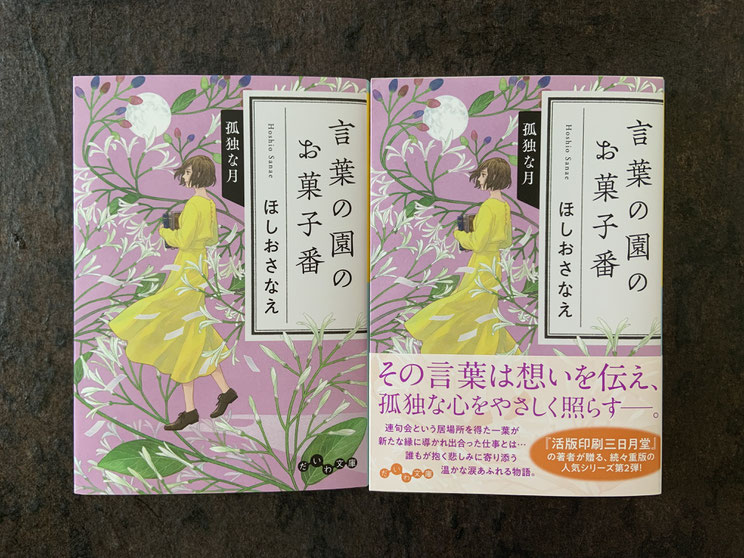 言葉の園の
お菓子番
孤独な月
Hoshio Sanae
ほしおさなえ
だいわ文庫
言葉の園の
お菓子番
孤独な月
Hoshio Sanae
ほしおさなえ
その言葉は想いを伝え、
孤独な心をやさしく照らす――。
連句会という居場所を得た一葉が
新たな縁に導かれ出合った仕事とは…
誰もが抱く悲しみに寄り添う
温かな涙あふれる物語。
『活版印刷三日月堂』
の著者が贈る、続々重版の
人気シリーズ第2弾!
だいわ文庫